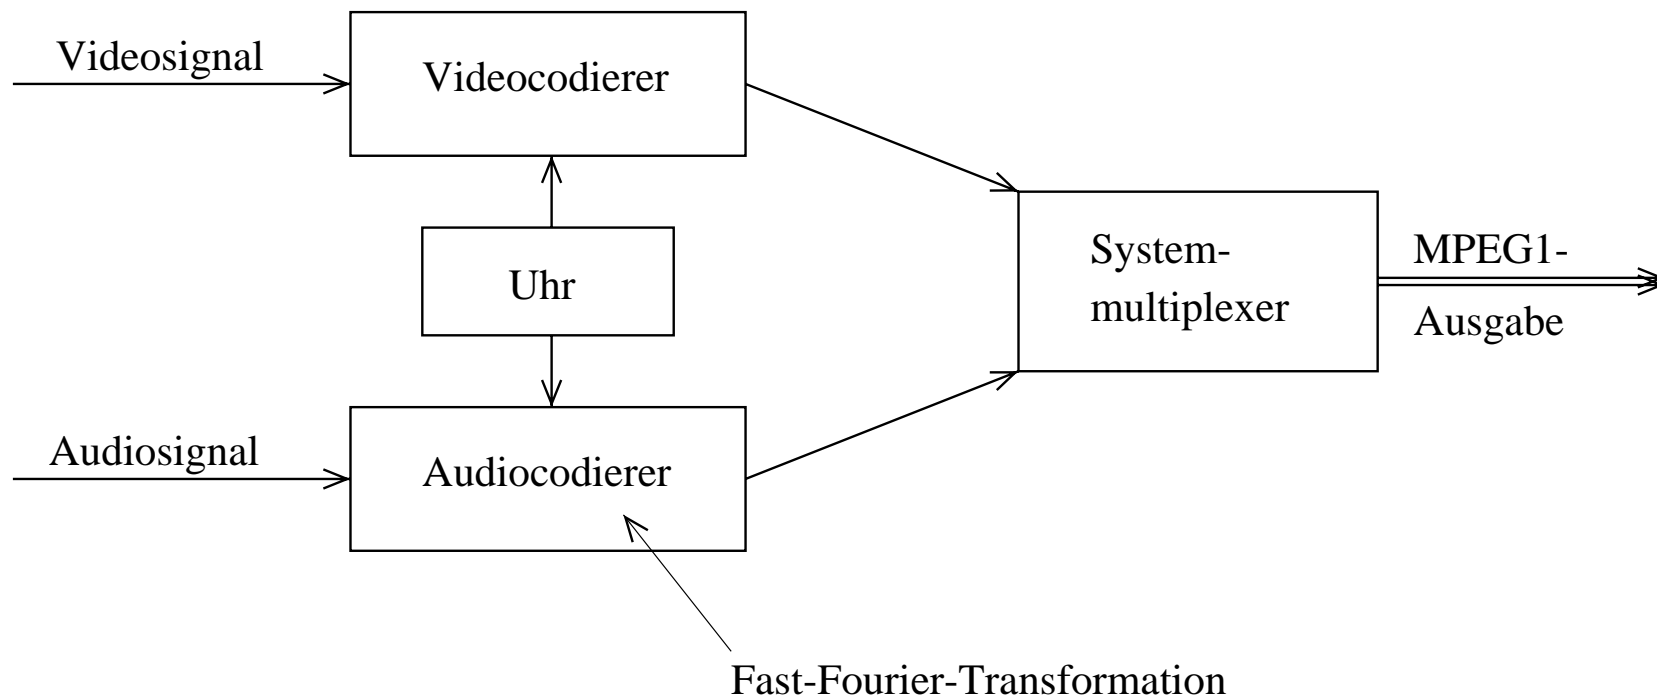 Videosignal
Videocodierer
Uhr
System-
multiplexer
MPEG1-
Ausgabe
Audiosignal
Audiocodierer
Fast-Fourier-Transformation